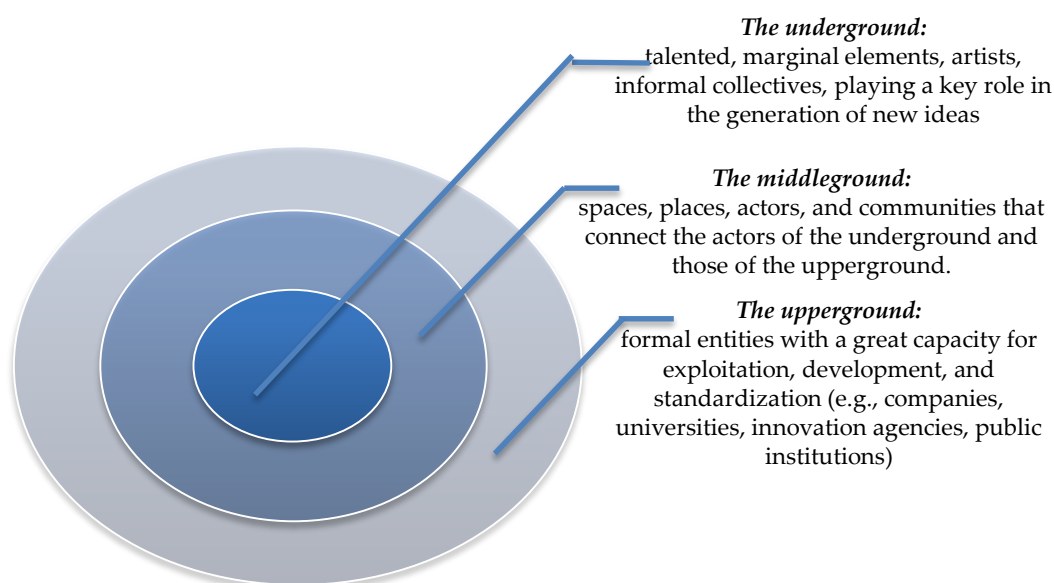 The underground:
talented, marginal elements, artists,
informal collectives, playing a key role in
the generation of new ideas
The middleground:
spaces, places, actors, and communities that
connect the actors of the underground and
those of the upperground.
The upperground:
formal entities with a great capacity for
exploitation, development, and
standardization (e.g., companies,
universities, innovation agencies, public
institutions)